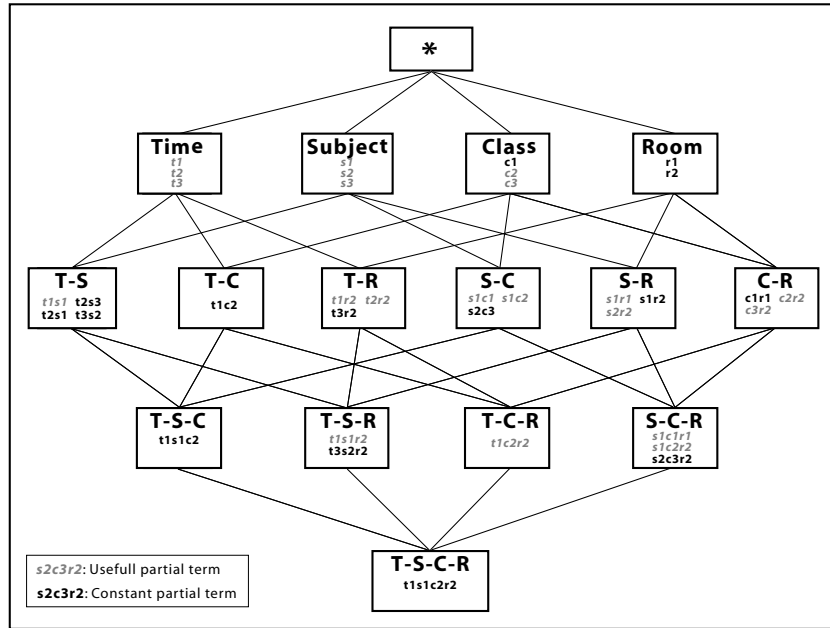 *
Time
t1
t2
t3
Subject
s1
s2
s3
Class
c1
c2
c3
Room
r1
r2
T-S
t1s1 t2s3
t2s1 t3s2
T-C
t1c2
T-R
t1r2 t2r2
t3r2
S-C
s1c1 s1c2
s2c3
S-R
s1r1 s1r2
s2r2
C-R
c1r1 c2r2
c3r2
T-S-C
t1s1c2
T-S-R
t1s1r2
t3s2r2
T-C-R
t1c2r2
S-C-R
s1c1r1
s1c2r2
s2c3r2
T-S-C-R
t1s1c2r2
s2c3r2: Usefull partial term
s2c3r2: Constant partial term